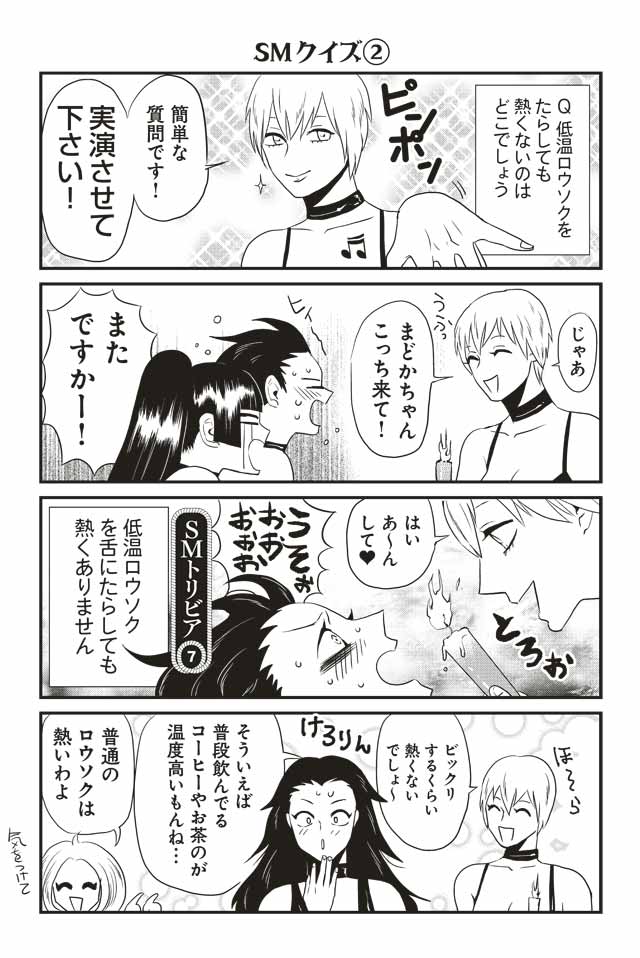 SMクイズ②
Q 低温ロウソクを
たらしても
熱くないのは
どこでしょう
ピンポン
簡単な
質問です!
実演させて
下さい!
じゃあ
うふっ
まどかちゃん
こっち来て!
また
ですかー!
はい
あ〜ん
して♥
とろぉ
うそぉ
おお
おぉぉ
SMトリビア⑦
低温ロウソク
を舌にたらしても
熱くありません
ほそら
ビックリ
するくらい
熱くない
でしょ〜
けろりん
そういえば
普段飲んでる
コーヒーやお茶のが
温度高いもんね…
普通の
ロウソクは
熱いわよ
気をつけて